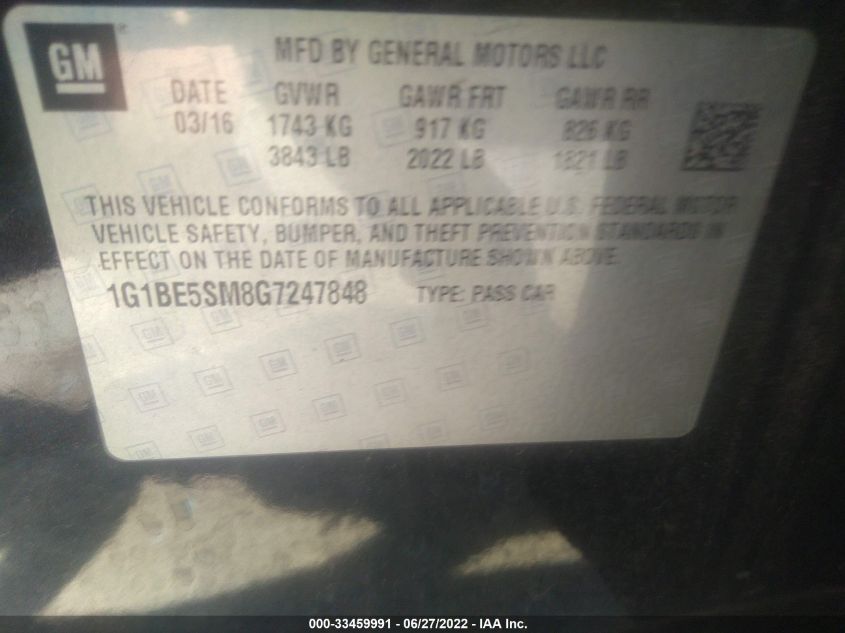 GM
MFD BY GENERAL MOTORS LLC
DATE GVWR GAWR FRT GAWR RR
03/16 1743 KG 917 KG 826 KG
3843 LB 2022 LB 1821 LB
THIS VEHICLE CONFORMS TO ALL APPLICABLE U.S. FEDERAL MOTOR
VEHICLE SAFETY, BUMPER, AND THEFT PREVENTION STANDARDS IN
EFFECT ON THE DATE OF MANUFACTURE SHOWN ABOVE.
1G1BE5SM8G7247848 TYPE: PASS CAR
000-33459991 - 06/27/2022 - IAA Inc.